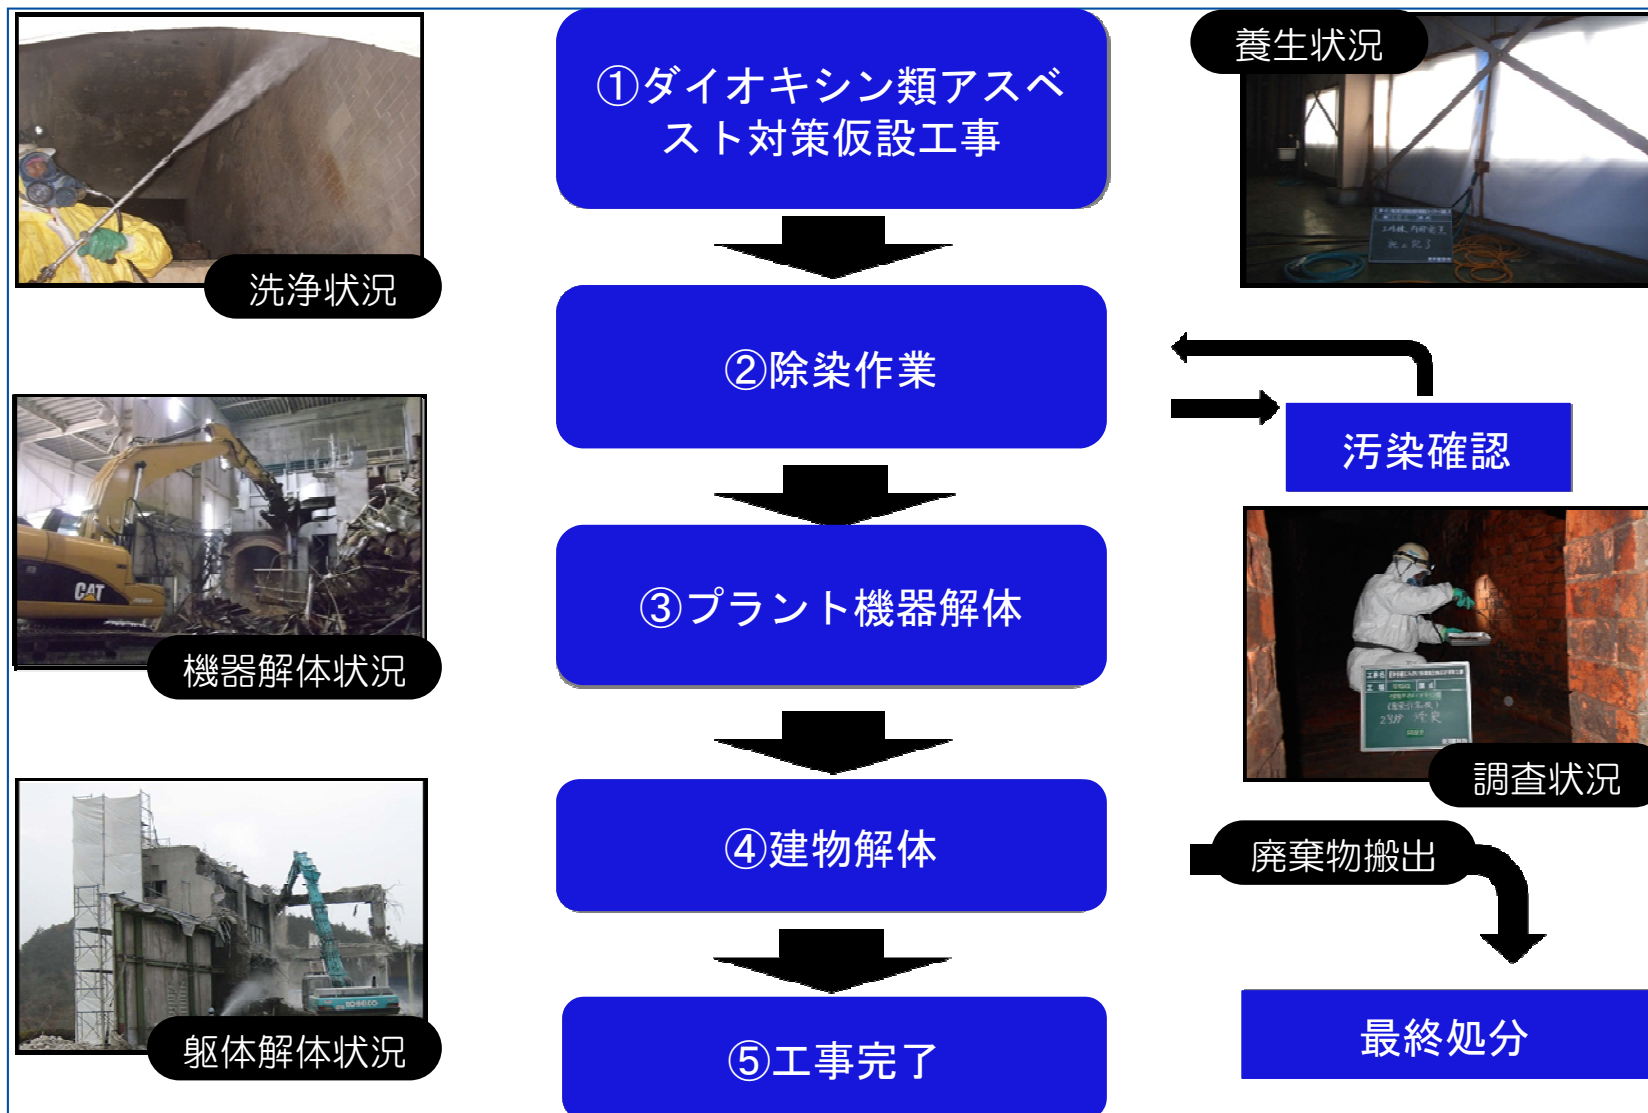 ①ダイオキシン類アスベ
スト対策仮設工事
養生状況
洗浄状況
②除染作業
汚染確認
③プラント機器解体
CAT
機器解体状況
調査状況
④建物解体
廃棄物搬出
KOBELCO
躯体解体状況
⑤工事完了
最終処分